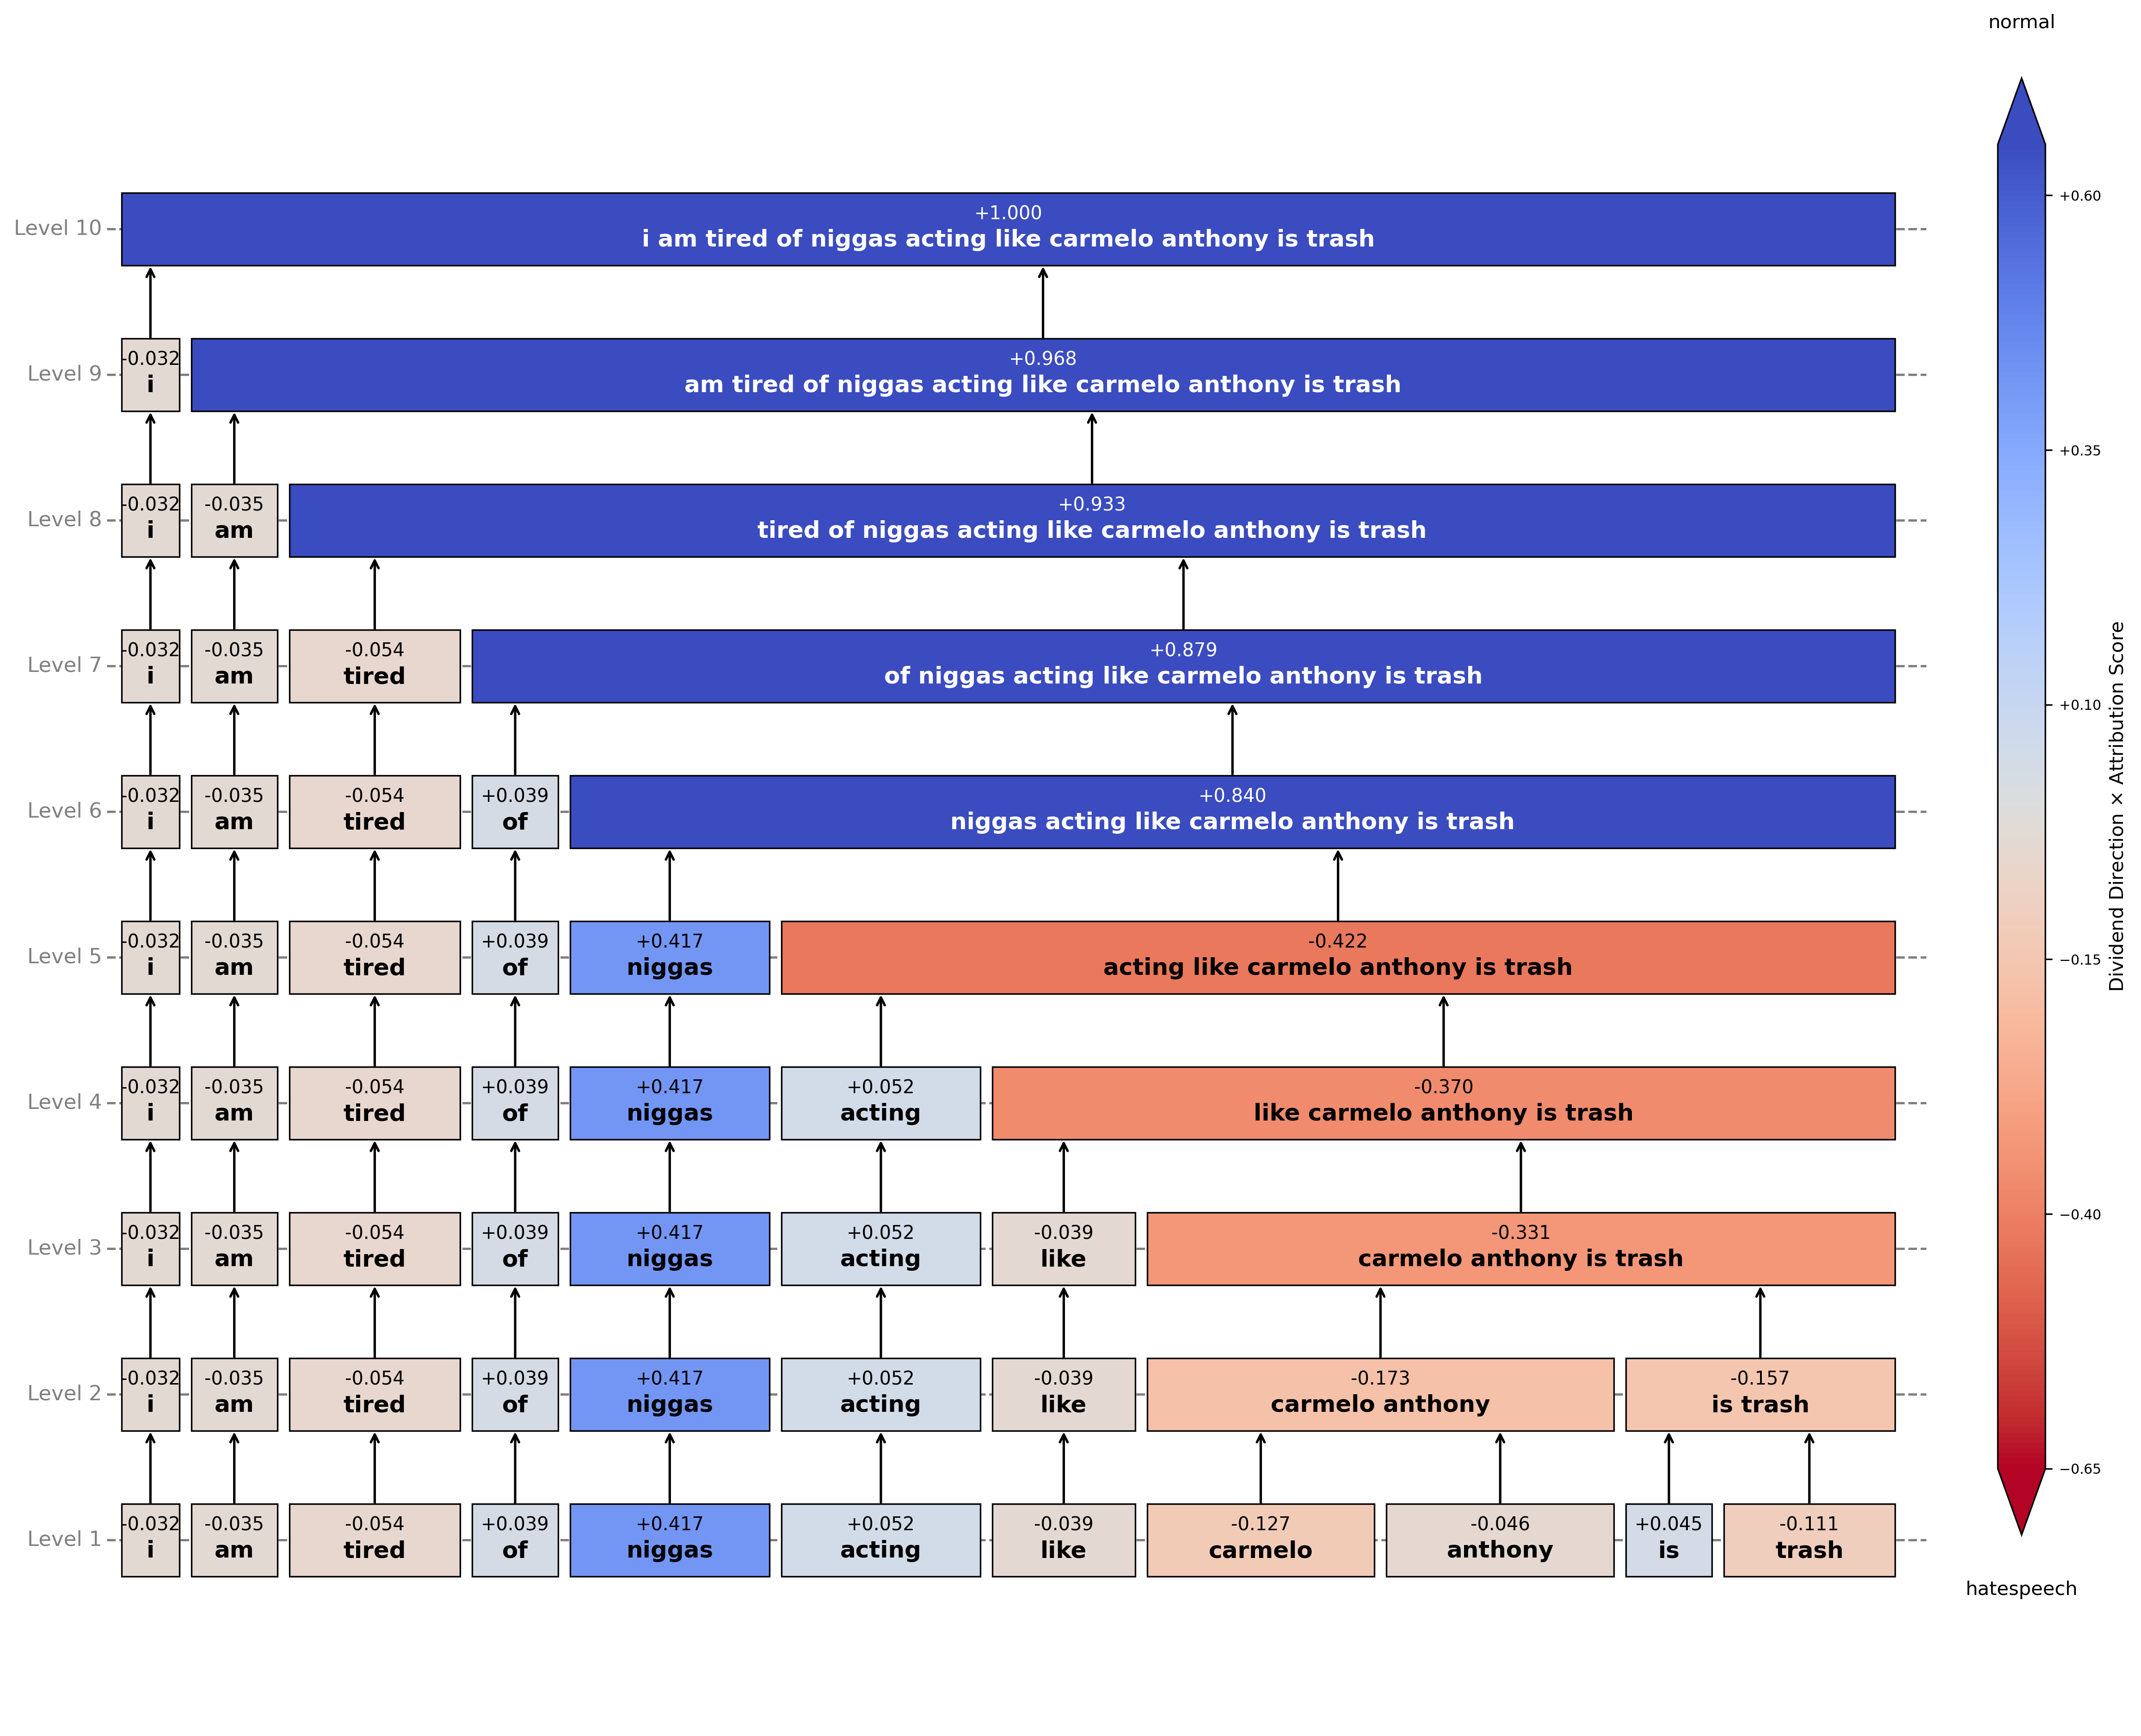 normal
+0.60
+0.35
+0.10
−0.15
−0.40
−0.65
hatespeech
Dividend Direction × Attribution Score
Level 10
+1.000
i am tired of niggas acting like carmelo anthony is trash
Level 9
-0.032 +0.968
i am tired of niggas acting like carmelo anthony is trash
Level 8
-0.032 -0.035 +0.933
i am tired of niggas acting like carmelo anthony is trash
Level 7
-0.032 -0.035 -0.054 +0.879
i am tired of niggas acting like carmelo anthony is trash
Level 6
-0.032 -0.035 -0.054 +0.039 +0.840
i am tired of niggas acting like carmelo anthony is trash
Level 5
-0.032 -0.035 -0.054 +0.039 +0.417 -0.422
i am tired of niggas acting like carmelo anthony is trash
Level 4
-0.032 -0.035 -0.054 +0.039 +0.417 +0.052 -0.370
i am tired of niggas acting like carmelo anthony is trash
Level 3
-0.032 -0.035 -0.054 +0.039 +0.417 +0.052 -0.039 -0.331
i am tired of niggas acting like carmelo anthony is trash
Level 2
-0.032 -0.035 -0.054 +0.039 +0.417 +0.052 -0.039 -0.173 -0.157
i am tired of niggas acting like carmelo anthony is trash
Level 1
-0.032 -0.035 -0.054 +0.039 +0.417 +0.052 -0.039 -0.127 -0.046 +0.045 -0.111
i am tired of niggas acting like carmelo anthony is trash